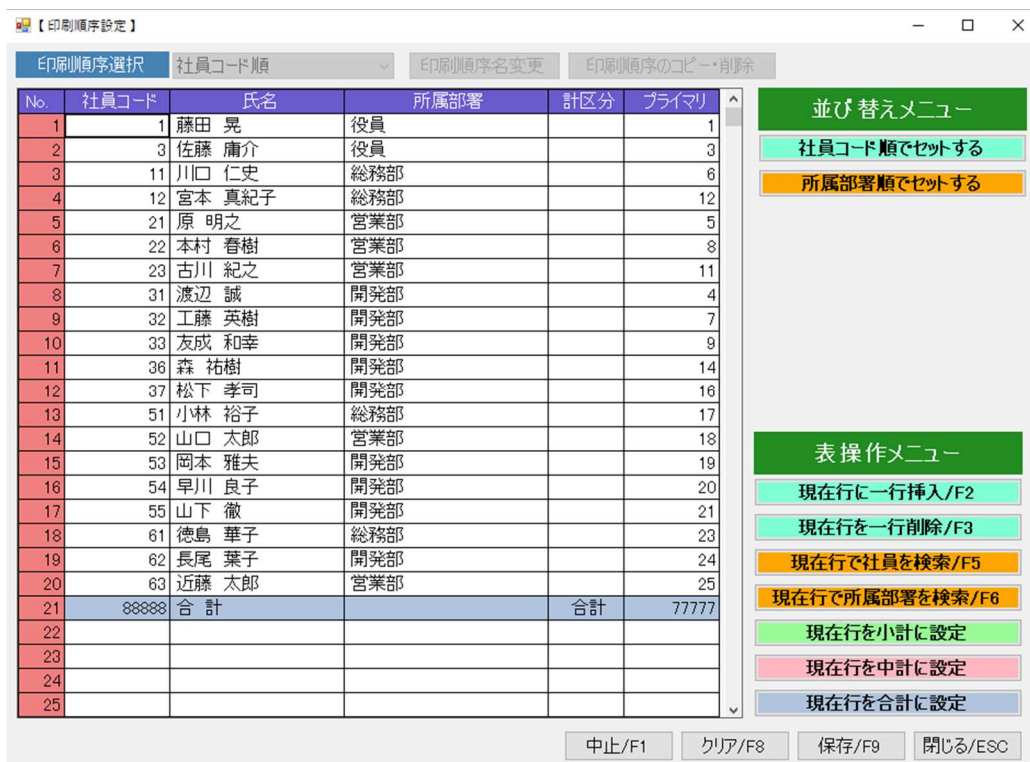 【 印刷順序設定 】
印刷順序選択 社員コード順 印刷順序名変更 印刷順序のコピー・削除
No. 社員コード 氏名 所属部署 計区分 プライマリ
1 1 藤田 晃 役員 1
2 3 佐藤 庸介 役員 3
3 11 川口 仁史 総務部 6
4 12 宮本 真紀子 総務部 12
5 21 原 明之 営業部 5
6 22 本村 春樹 営業部 8
7 23 古川 紀之 営業部 11
8 31 渡辺 誠 開発部 4
9 32 工藤 英樹 開発部 7
10 33 友成 和幸 開発部 9
11 36 森 祐樹 開発部 14
12 37 松下 孝司 開発部 16
13 51 小林 裕子 総務部 17
14 52 山口 太郎 営業部 18
15 53 岡本 雅夫 開発部 19
16 54 早川 良子 開発部 20
17 55 山下 徹 開発部 21
18 61 徳島 華子 総務部 23
19 62 長尾 葉子 開発部 24
20 63 近藤 太郎 営業部 25
21 88888 合 計 合計 77777
22
23
24
25
並び替えメニュー
社員コード順でセットする
所属部署順でセットする
表操作メニュー
現在行に一行挿入/F2
現在行を一行削除/F3
現在行で社員を検索/F5
現在行で所属部署を検索/F6
現在行を小計に設定
現在行を中計に設定
現在行を合計に設定
中止/F1 クリア/F8 保存/F9 閉じる/ESC